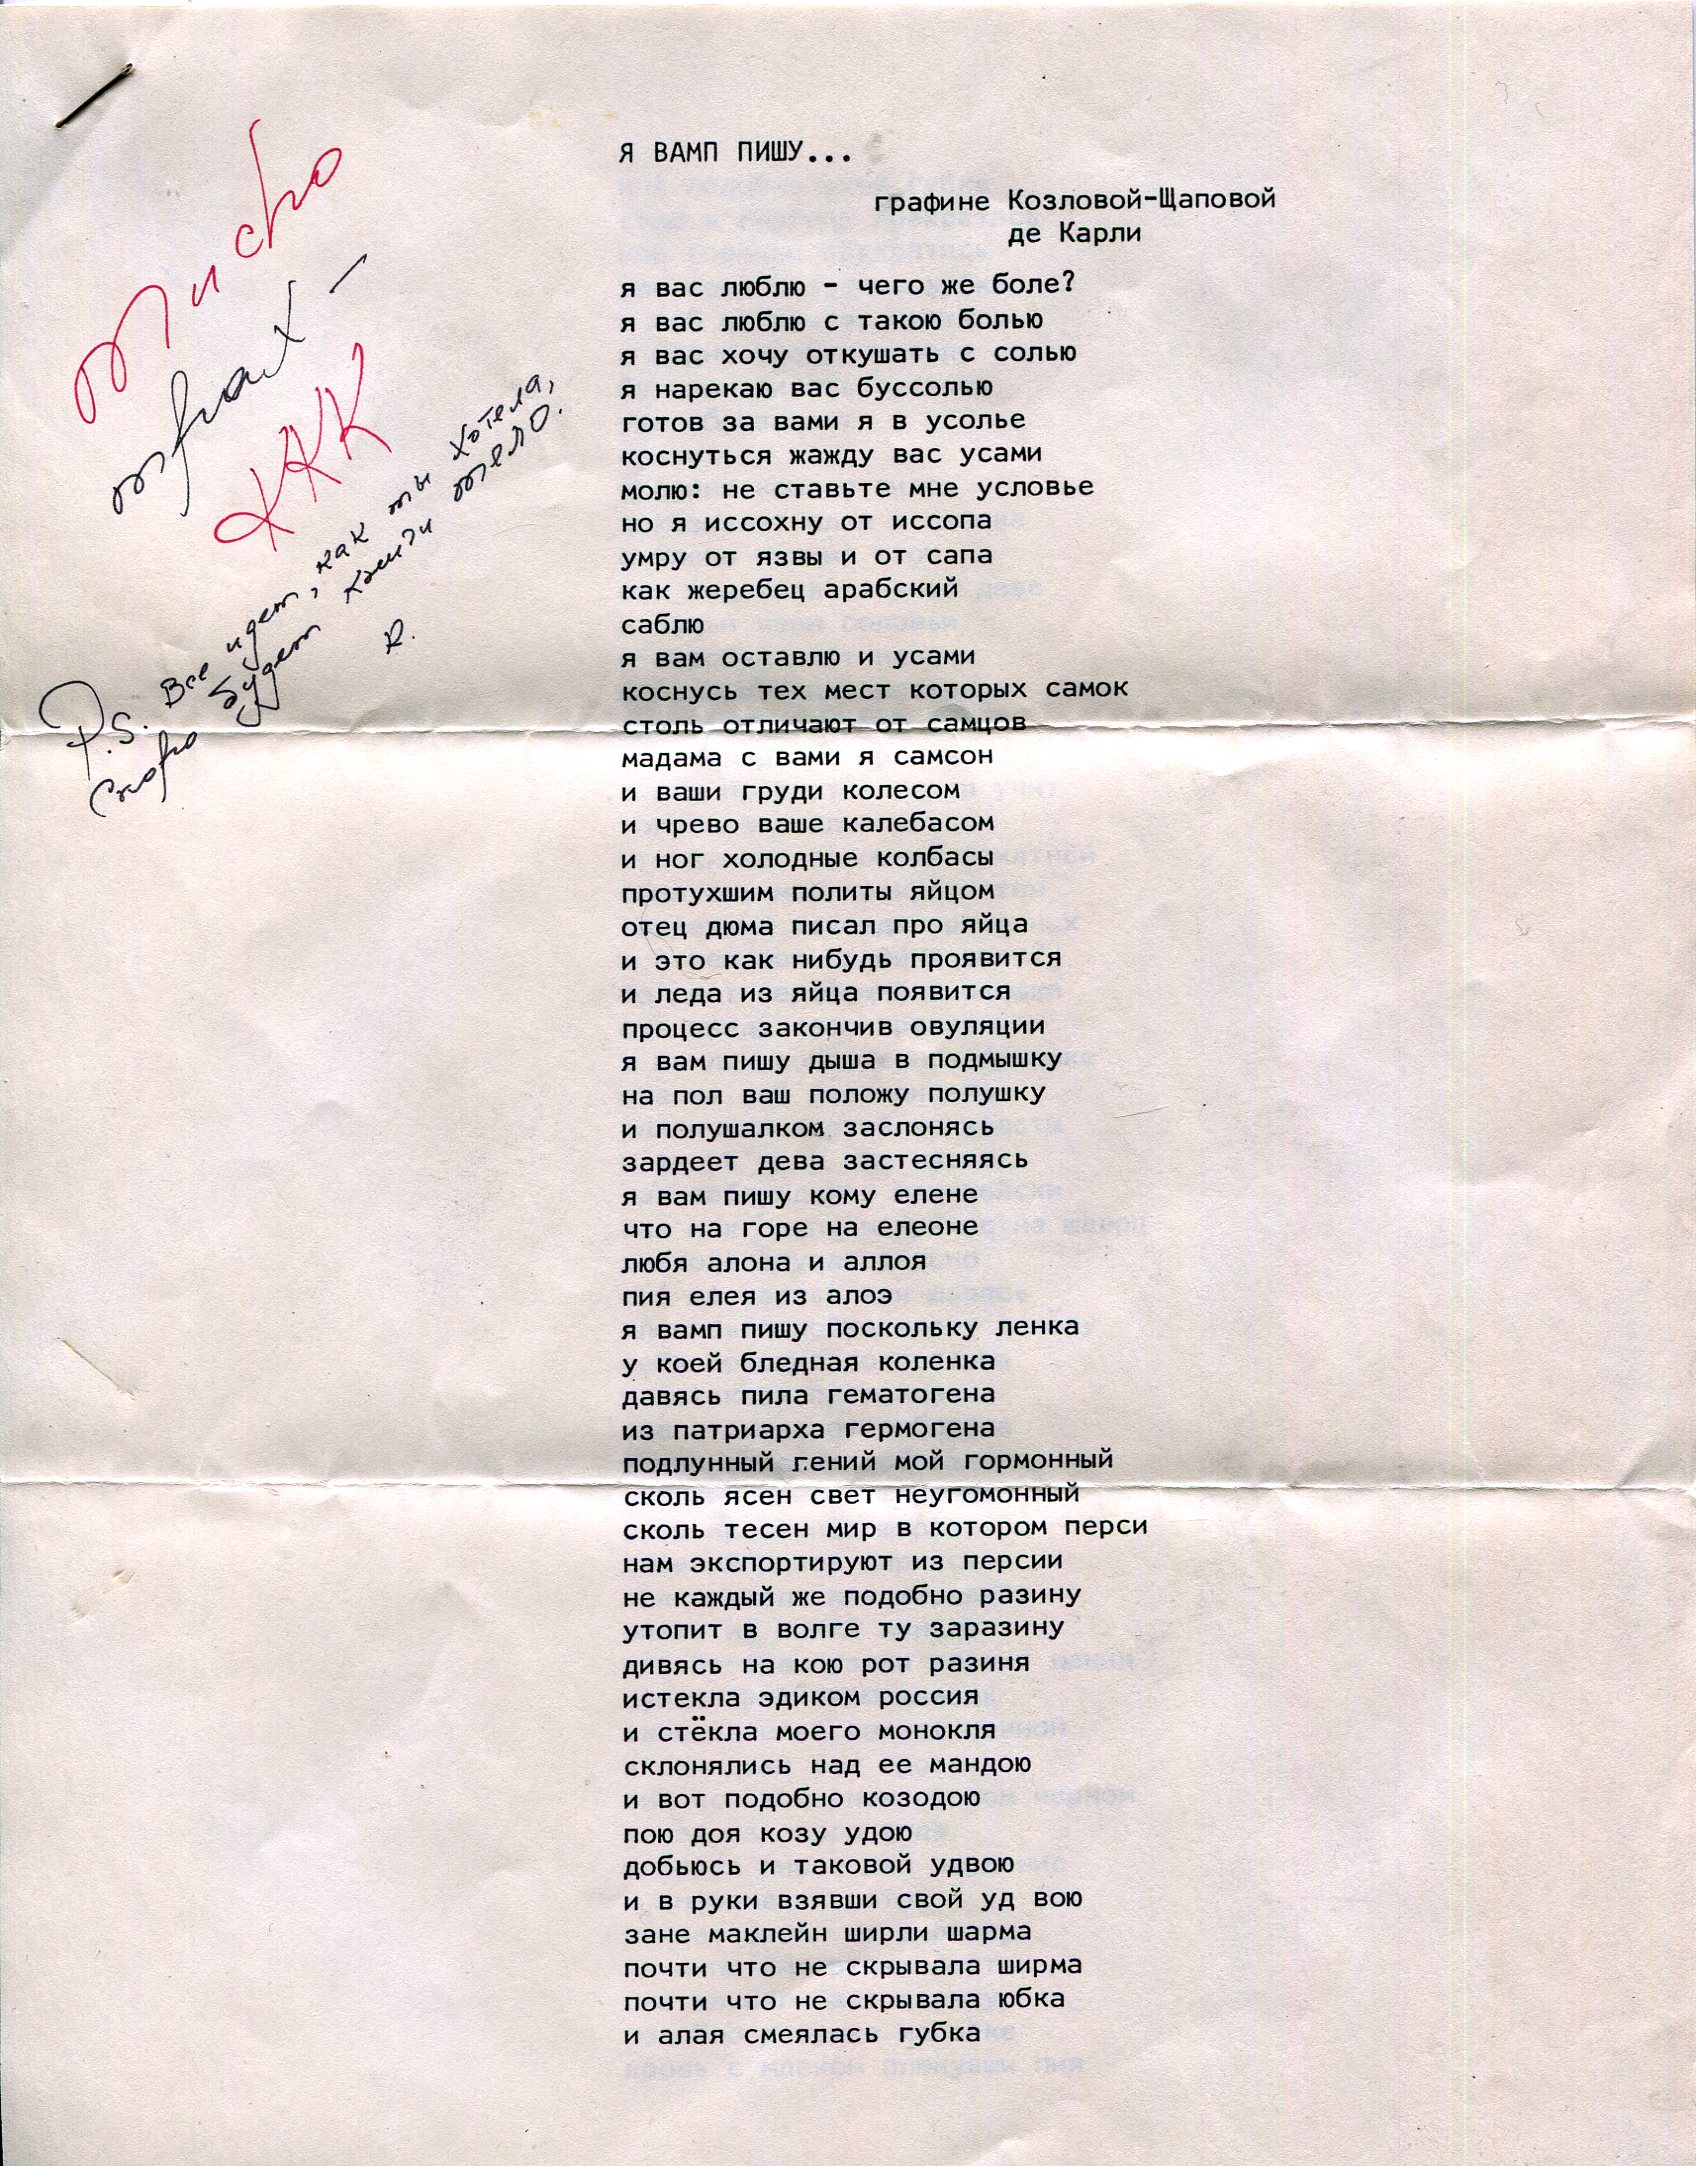 Я ВАМП ПИШУ...
графине Козловой-Щаповой
де Карли
я вас люблю - чего же боле?
я вас люблю с такою болью
я вас хочу откушать с солью
я нарекаю вас буссолью
готов за вами я в усолье
коснуться жажду вас усами
молю: не ставьте мне условье
но я иссохну от иссопа
умру от язвы и от сапа
как жеребец арабский
саблю
я вам оставлю и усами
коснусь тех мест которых самок
столь отличают от самцов
мадама с вами я самсон
и ваши груди колесом
и чрево ваше калебасом
и ног холодные колбасы
протухшим политы яйцом
отец дюма писал про яйца
и это как нибудь проявится
и леда из яйца появится
процесс закончив овуляции
я вам пишу дыша в подмышку
на пол ваш положу полушку
и полушалком заслонясь
зардеет дева застесняясь
я вам пишу кому елене
что на горе на елеоне
любя алона и аллоя
пия елея из алоэ
я вамп пишу поскольку ленка
у коей бледная коленка
давясь пила гематогена
из патриарха гермогена
подлунный гений мой гормонный
сколь ясен свет неугомонный
сколь тесен мир в котором перси
нам экспортируют из персии
не каждый же подобно разину
утопит в волге ту заразину
дивясь на кою рот разиня
истекла эдиком россия
и стёкла моего монокля
склонялись над ее мандою
и вот подобно козодою
пою доя козу удою
добьюсь и таковой удвою
и в руки взявши свой уд вою
зане маклейн ширли шарма
почти что не скрывала ширма
почти что не скрывала юбка
и алая смеялась губка
ККК
P.S. Все идет, как ты хотела,
Скоро будет книги тело.
К.